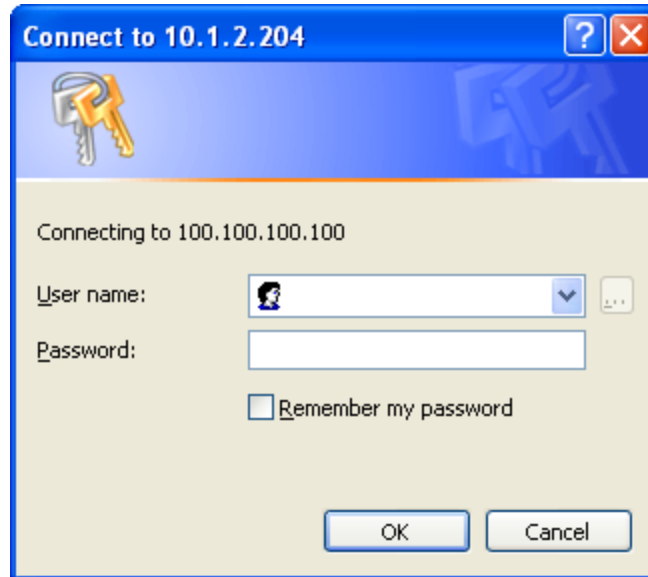 Connect to 10.1.2.204
Connecting to 100.100.100.100
User name:
...
Password:
Remember my password
OK Cancel